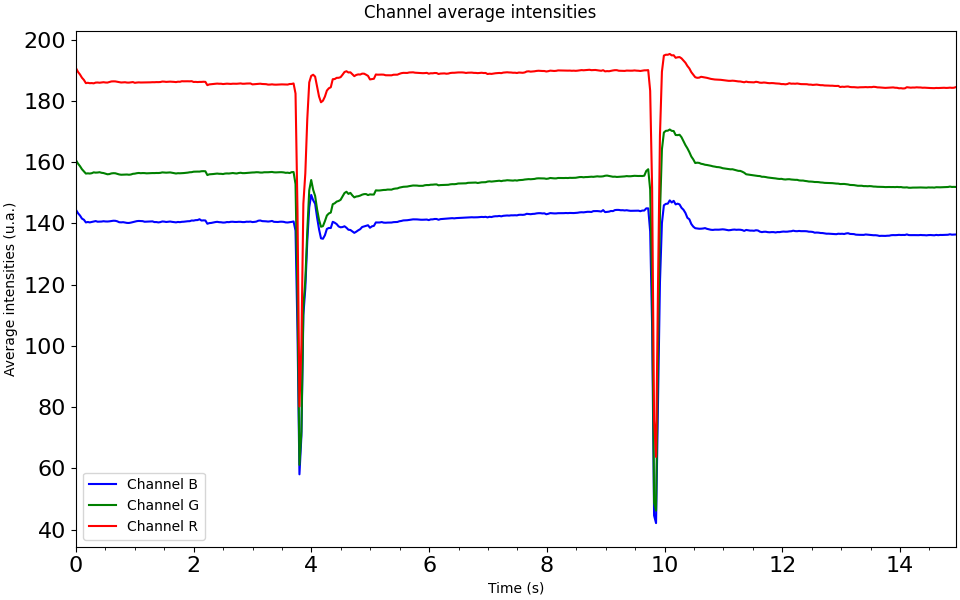 Channel average intensities
200
180
160
140
120
100
80
60
40
Average intensities (u.a.)
Channel B
Channel G
Channel R
0 2 4 6 8 10 12 14
Time (s)